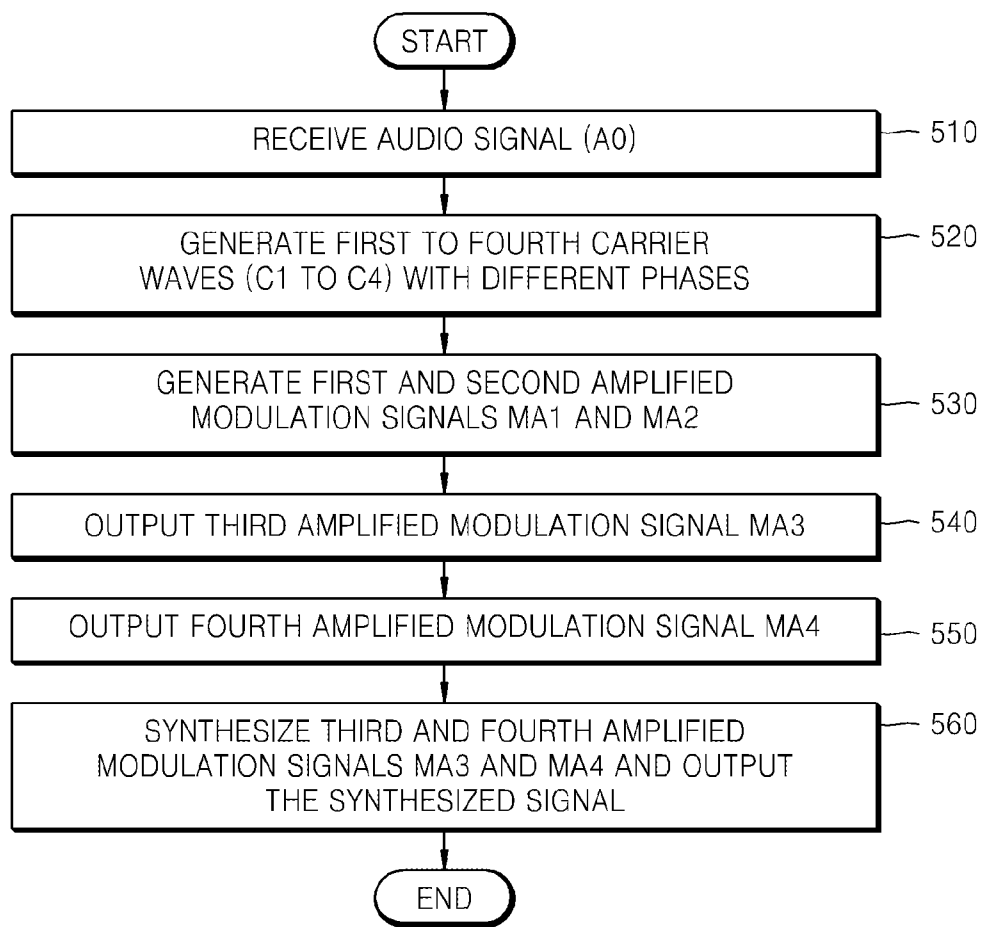 START
RECEIVE AUDIO SIGNAL (A0)
510
GENERATE FIRST TO FOURTH CARRIER
WAVES (C1 TO C4) WITH DIFFERENT PHASES
520
GENERATE FIRST AND SECOND AMPLIFIED
MODULATION SIGNALS MA1 AND MA2
530
OUTPUT THIRD AMPLIFIED MODULATION SIGNAL MA3
540
OUTPUT FOURTH AMPLIFIED MODULATION SIGNAL MA4
550
SYNTHESIZE THIRD AND FOURTH AMPLIFIED
MODULATION SIGNALS MA3 AND MA4 AND OUTPUT
THE SYNTHESIZED SIGNAL
560
END